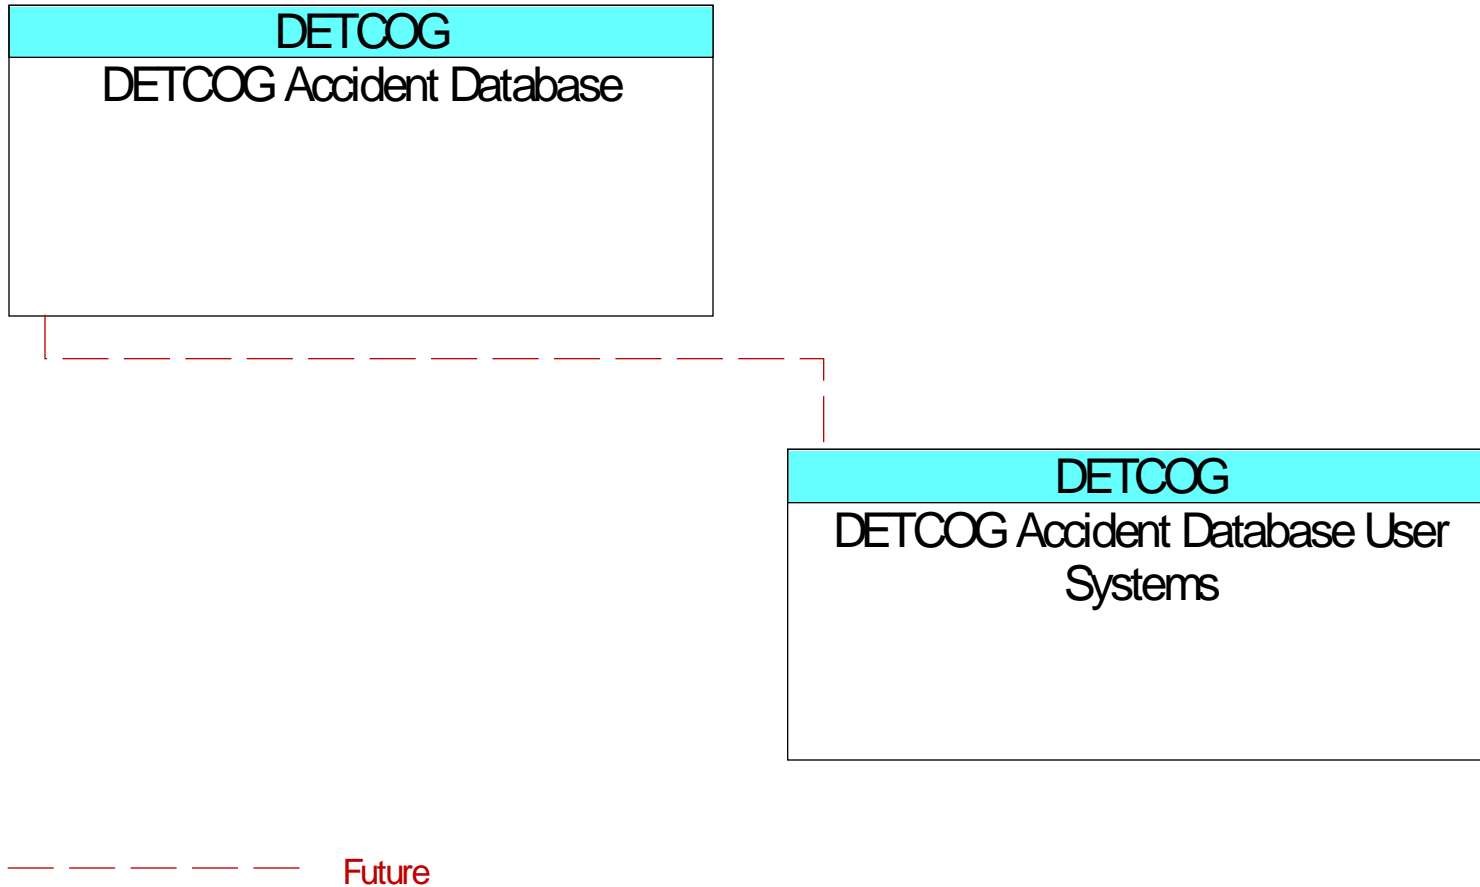 DETCOG
DETCOG Accident Database
DETCOG
DETCOG Accident Database User
Systems
Future